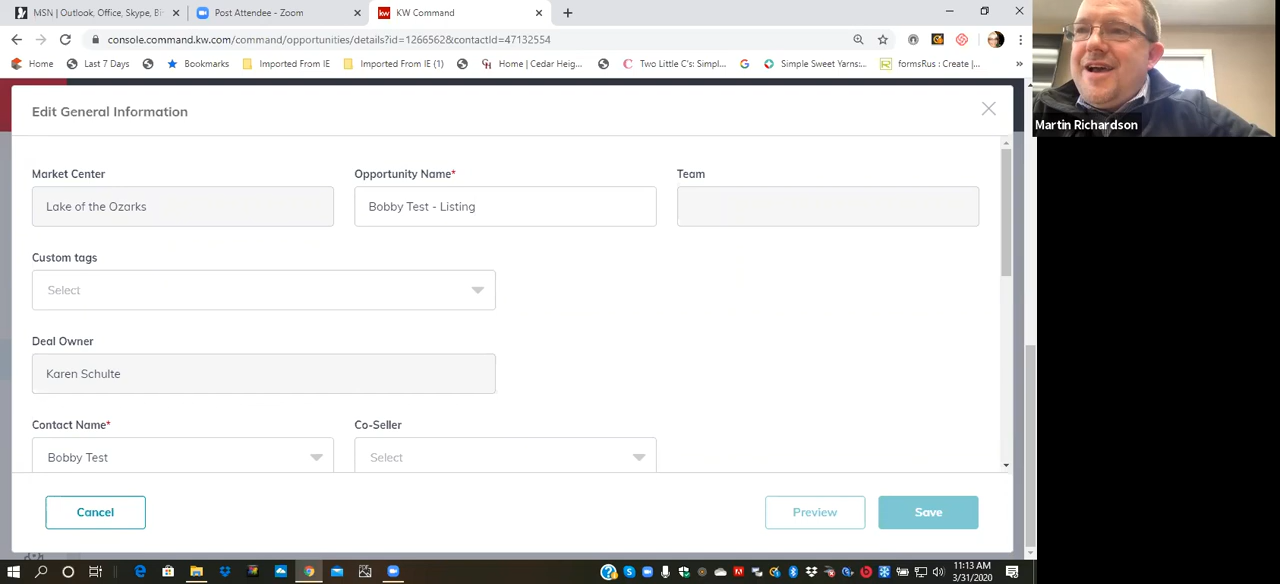 MSN | Outlook, Office, Skype, Bi
Post Attendee - Zoom
KW Command
console.command.kw.com/command/opportunities/details?id=1266562&contactId=47132554
Home
Last 7 Days
Bookmarks
Imported From IE
Imported From IE (1)
Home | Cedar Heig...
Two Little C's: Simpl...
Simple Sweet Yarns:...
formsRus : Create |...
»
Martin Richardson
Edit General Information
Market Center
Opportunity Name*
Team
Lake of the Ozarks
Bobby Test - Listing
Custom tags
Select
Deal Owner
Karen Schulte
Contact Name*
Co-Seller
Bobby Test
Select
Cancel
Preview
Save
11:13 AM
3/31/2020